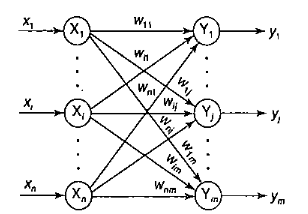 x1 X1 w11 Y1 y1
wi1
wn1 w1j
xi Xi wij Yj yj
wnj
wim w1m
xn Xn wnm Ym ym